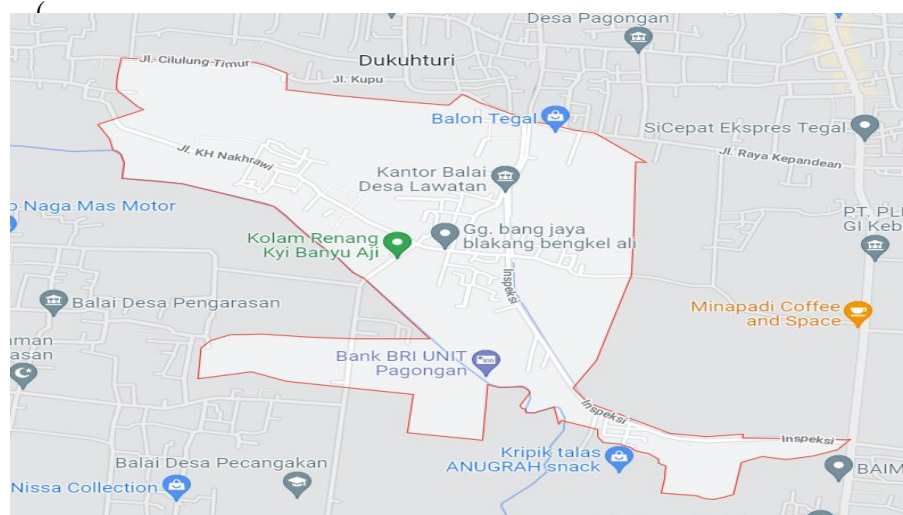 (
Desa Pagongan
Jl. Cilulung Timur
Dukuhturi
Jl. Kupu
Balon Tegal
SiCepat Ekspres Tegal
Jl. KH Nakhrawi
Jl. Raya Kepandean
Kantor Balai
Desa Lawatan
o Naga Mas Motor
PT. PLI
GI Keb
Kolam Renang
Kyi Banyu Aji
Gg. bang jaya
blakang bengkel ali
Inspeksi
Balai Desa Pengarasan
Minapadi Coffee
and Space
man
asan
Bank BRI UNIT
Pagongan
Inspeksi
Inspeksi
Kripik talas
ANUGRAH snack
Balai Desa Pecangakan
BAIM
Nissa Collection